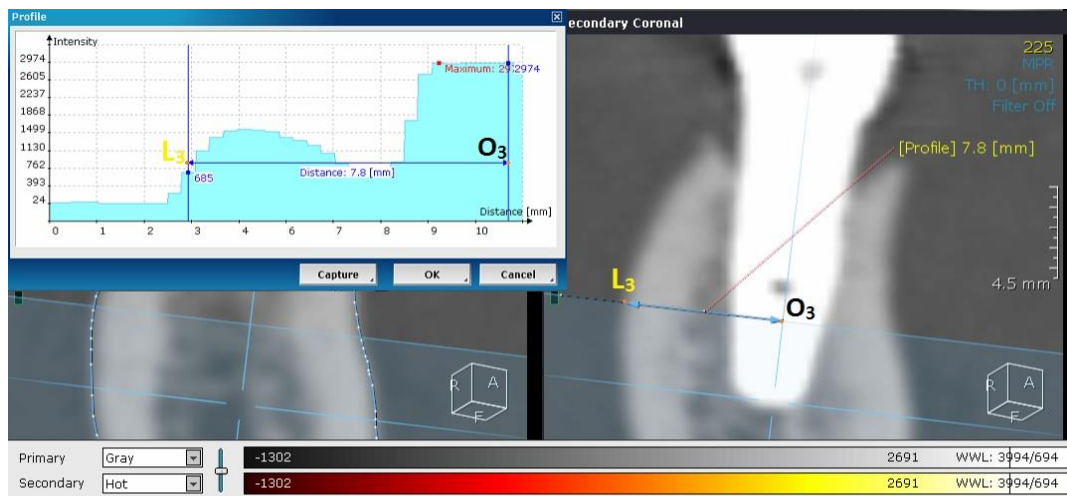 Profile
Intensity
2974
2605
2237
1868
1499
1130
762
393
24
Maximum: 29.2974
L3
O3
685
Distance: 7.8 [mm]
Distance [mm]
0 1 2 3 4 5 6 7 8 9 10
Capture
OK
Cancel
econdary Coronal
225
MPR
TH: 0 [mm]
Filter Off
[Profile] 7.8 [mm]
4.5 mm
L3
O3
R A
F
R A
F
Primary Gray -1302 2691 WWL: 3994/694
Secondary Hot -1302 2691 WWL: 3994/694